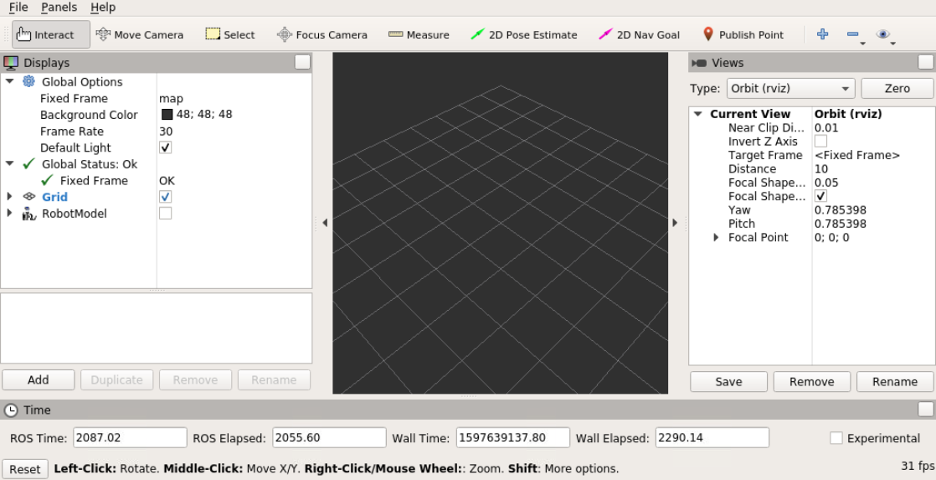 File Panels Help
Interact Move Camera Select Focus Camera Measure 2D Pose Estimate 2D Nav Goal Publish Point
Displays
Global Options
Fixed Frame map
Background Color 48; 48; 48
Frame Rate 30
Default Light
Global Status: Ok
Fixed Frame OK
Grid
RobotModel
Add Duplicate Remove Rename
Views
Type: Orbit (rviz) Zero
Current View Orbit (rviz)
Near Clip Di... 0.01
Invert Z Axis
Target Frame <Fixed Frame>
Distance 10
Focal Shape... 0.05
Focal Shape...
Yaw 0.785398
Pitch 0.785398
Focal Point 0; 0; 0
Save Remove Rename
Time
ROS Time: 2087.02 ROS Elapsed: 2055.60 Wall Time: 1597639137.80 Wall Elapsed: 2290.14 Experimental
Reset Left-Click: Rotate. Middle-Click: Move X/Y. Right-Click/Mouse Wheel:: Zoom. Shift: More options. 31 fps